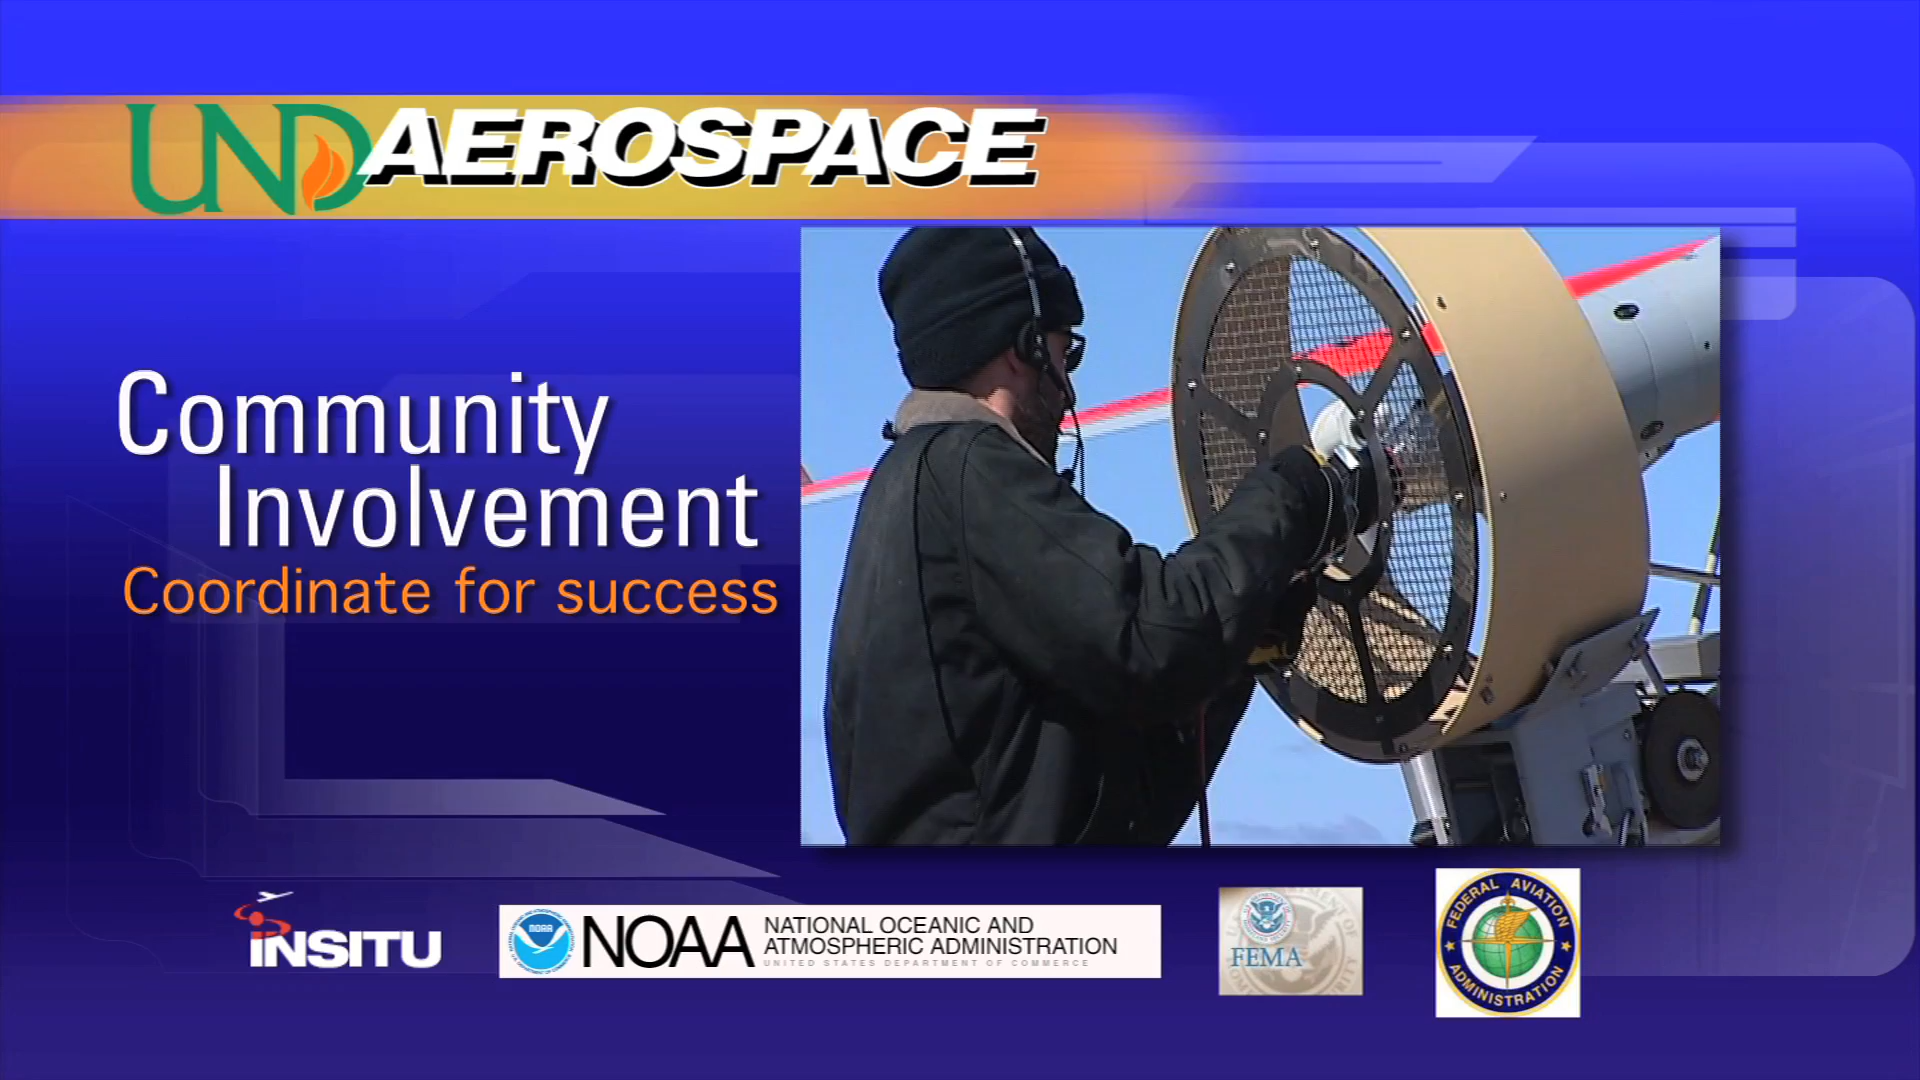 UND AEROSPACE
Community
Involvement
Coordinate for success
INSITU
NOAA
NATIONAL OCEANIC AND
ATMOSPHERIC ADMINISTRATION
UNITED STATES DEPARTMENT OF COMMERCE
FEMA
FEDERAL AVIATION
ADMINISTRATION